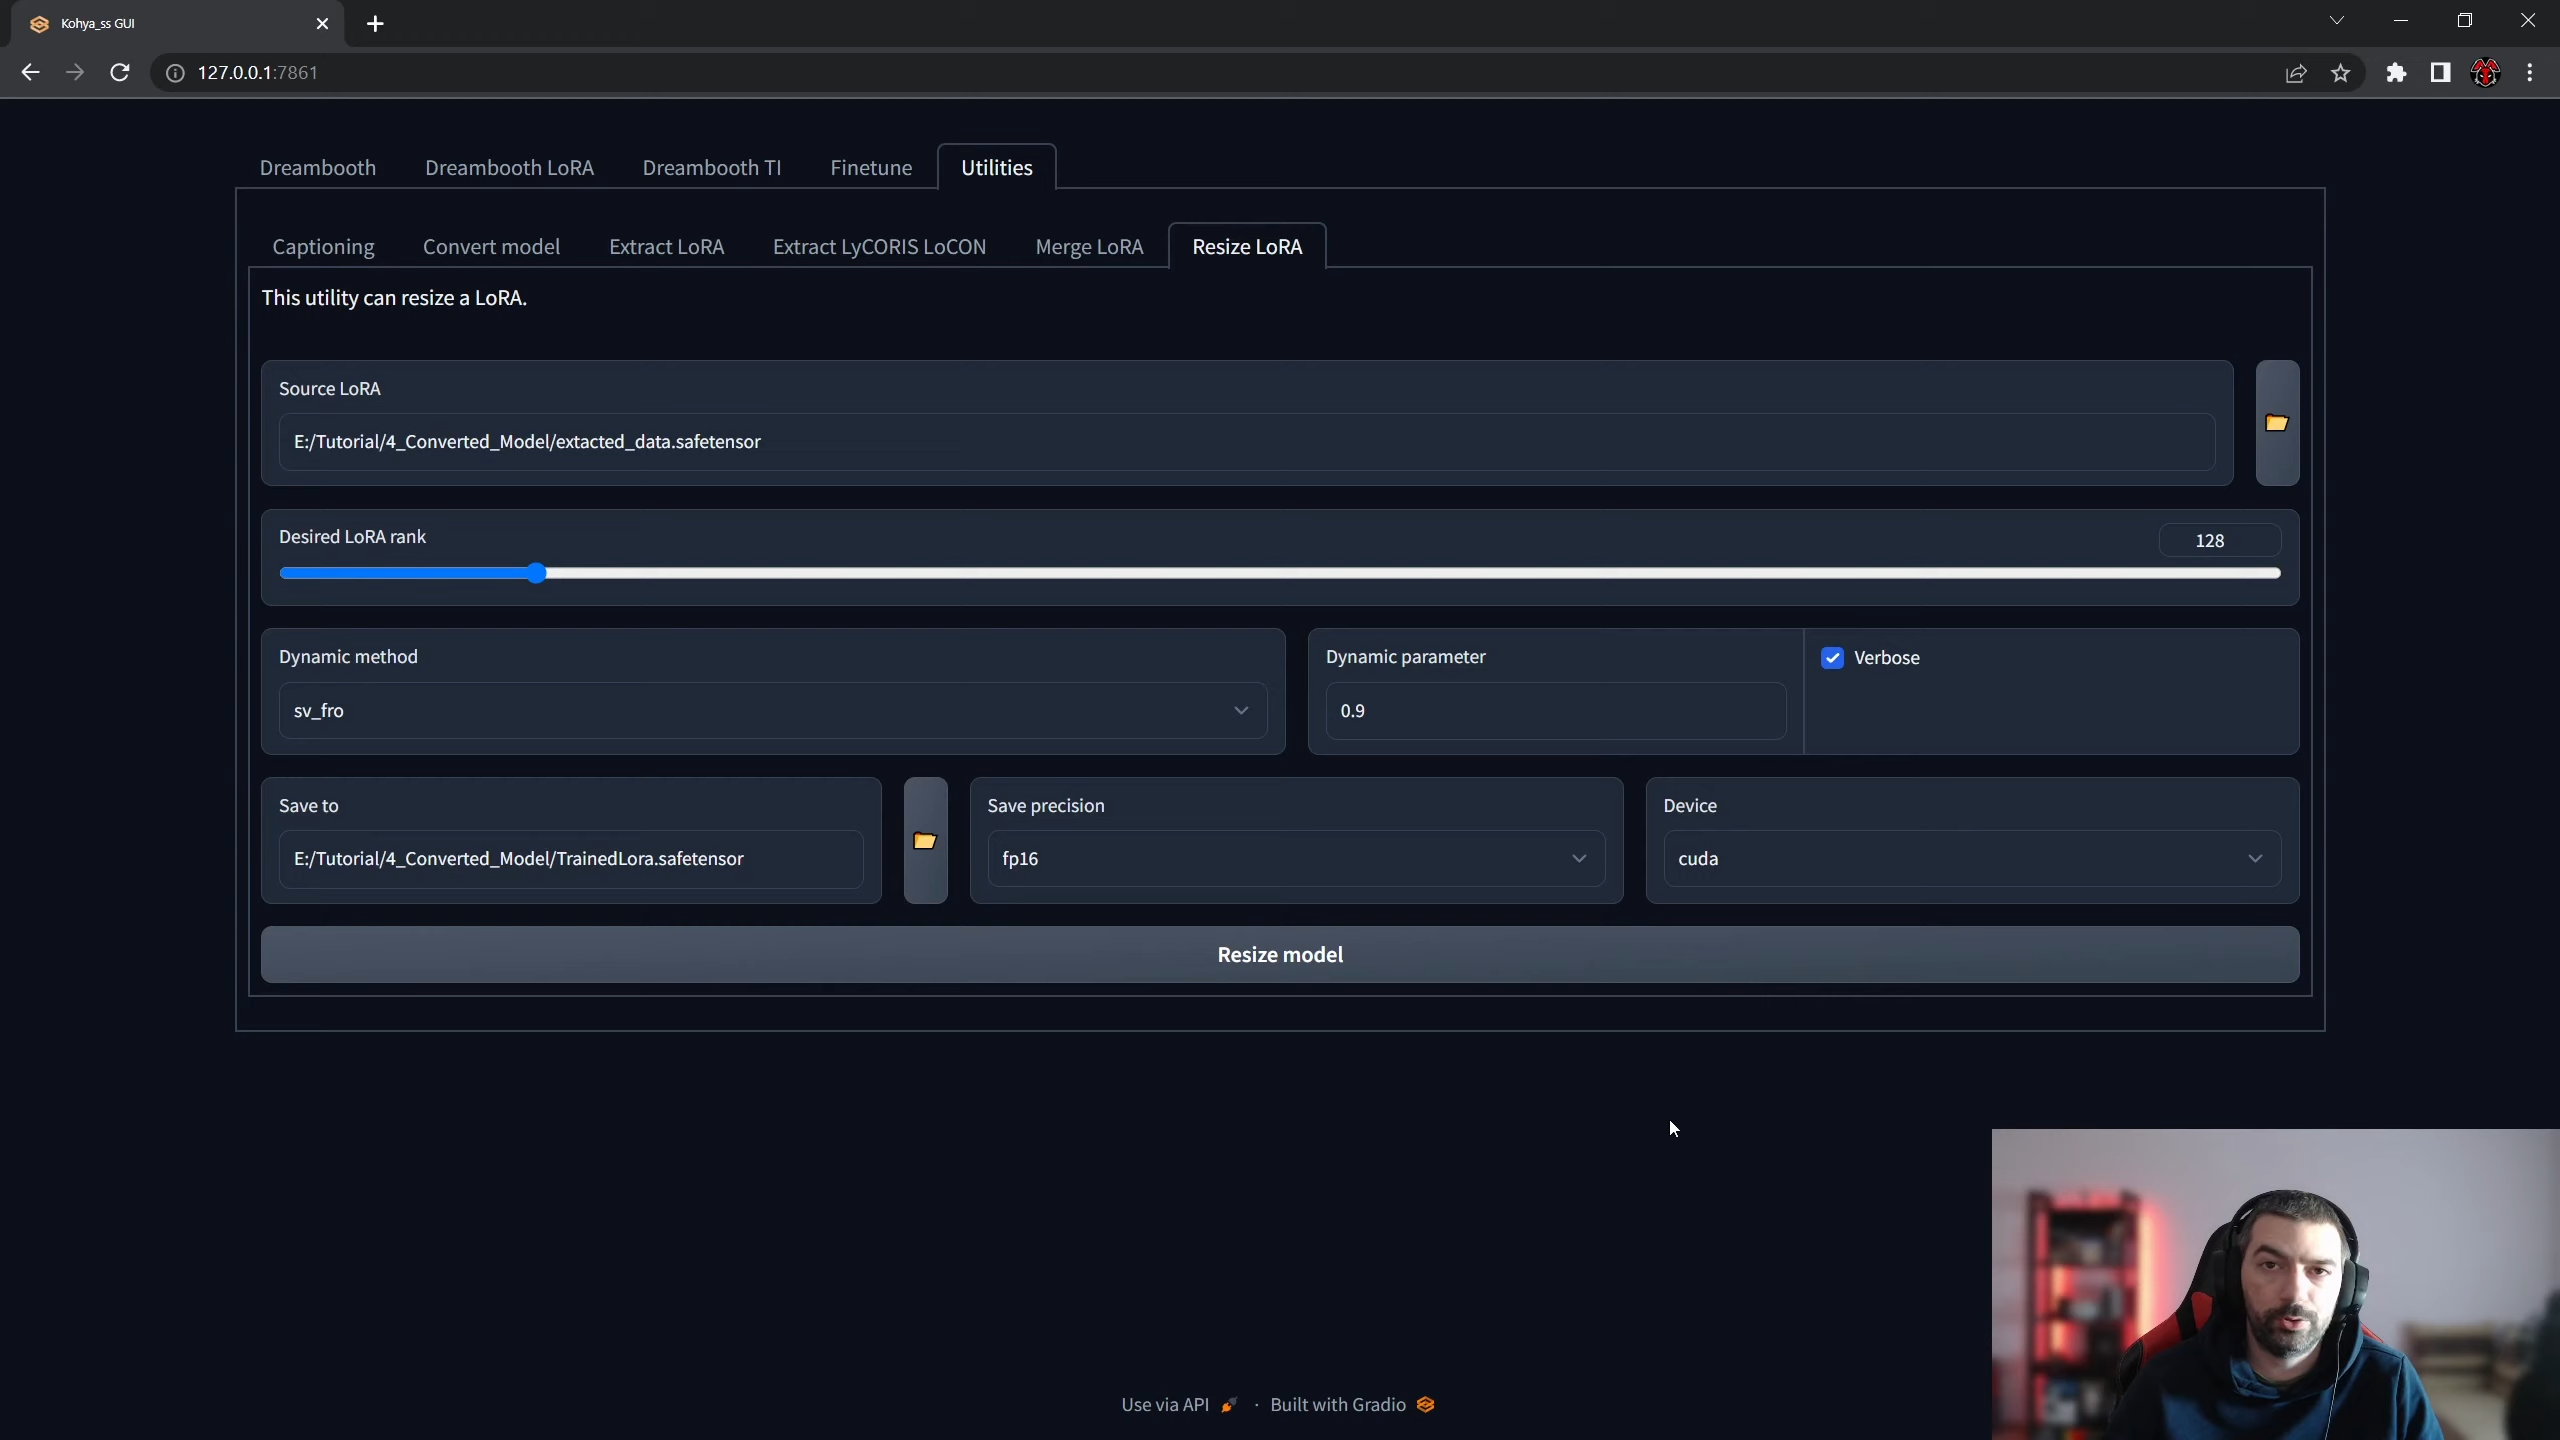 Kohya_ss GUI
127.0.0.1:7861
Dreambooth Dreambooth LoRA Dreambooth TI Finetune Utilities
Captioning Convert model Extract LoRA Extract LyCORIS LoCON Merge LoRA Resize LoRA
This utility can resize a LoRA.
Source LoRA
E:/Tutorial/4_Converted_Model/extacted_data.safetensor
Desired LoRA rank 128
Dynamic method Dynamic parameter Verbose
sv_fro 0.9
Save to Save precision Device
E:/Tutorial/4_Converted_Model/TrainedLora.safetensor fp16 cuda
Resize model
Use via API · Built with Gradio